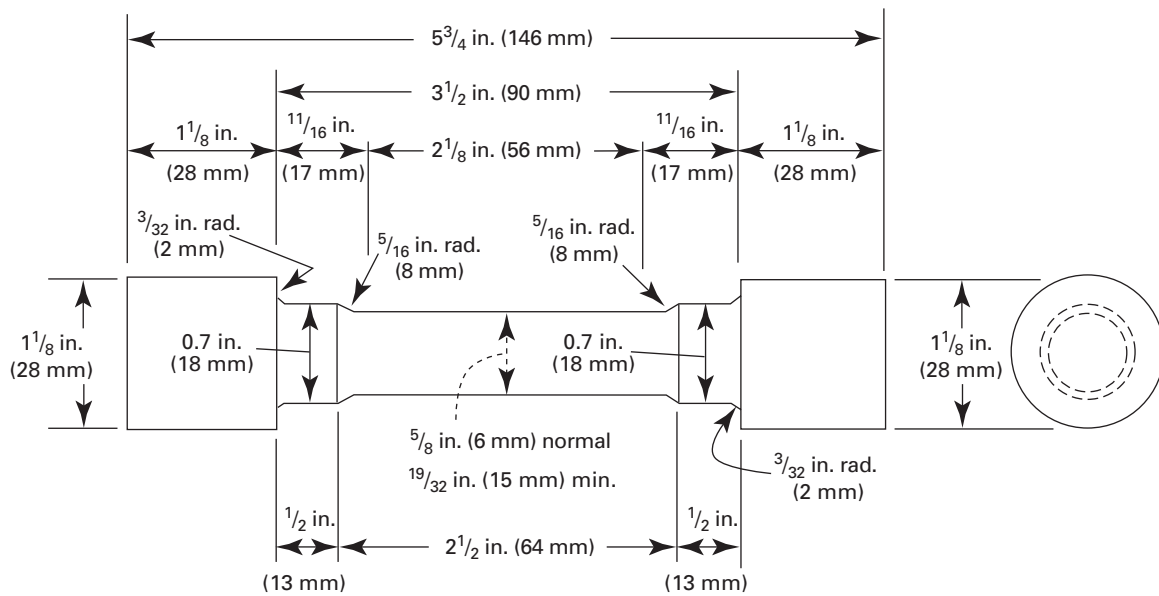 5 3/4 in. (146 mm)
3 1/2 in. (90 mm)
1 1/8 in.
(28 mm)
11/16 in.
(17 mm)
2 1/8 in. (56 mm)
11/16 in.
(17 mm)
1 1/8 in.
(28 mm)
3/32 in. rad.
(2 mm)
5/16 in. rad.
(8 mm)
5/16 in. rad.
(8 mm)
1 1/8 in.
(28 mm)
0.7 in.
(18 mm)
0.7 in.
(18 mm)
1 1/8 in.
(28 mm)
5/8 in. (6 mm) normal
19/32 in. (15 mm) min.
3/32 in. rad.
(2 mm)
1/2 in.
(13 mm)
2 1/2 in. (64 mm)
1/2 in.
(13 mm)